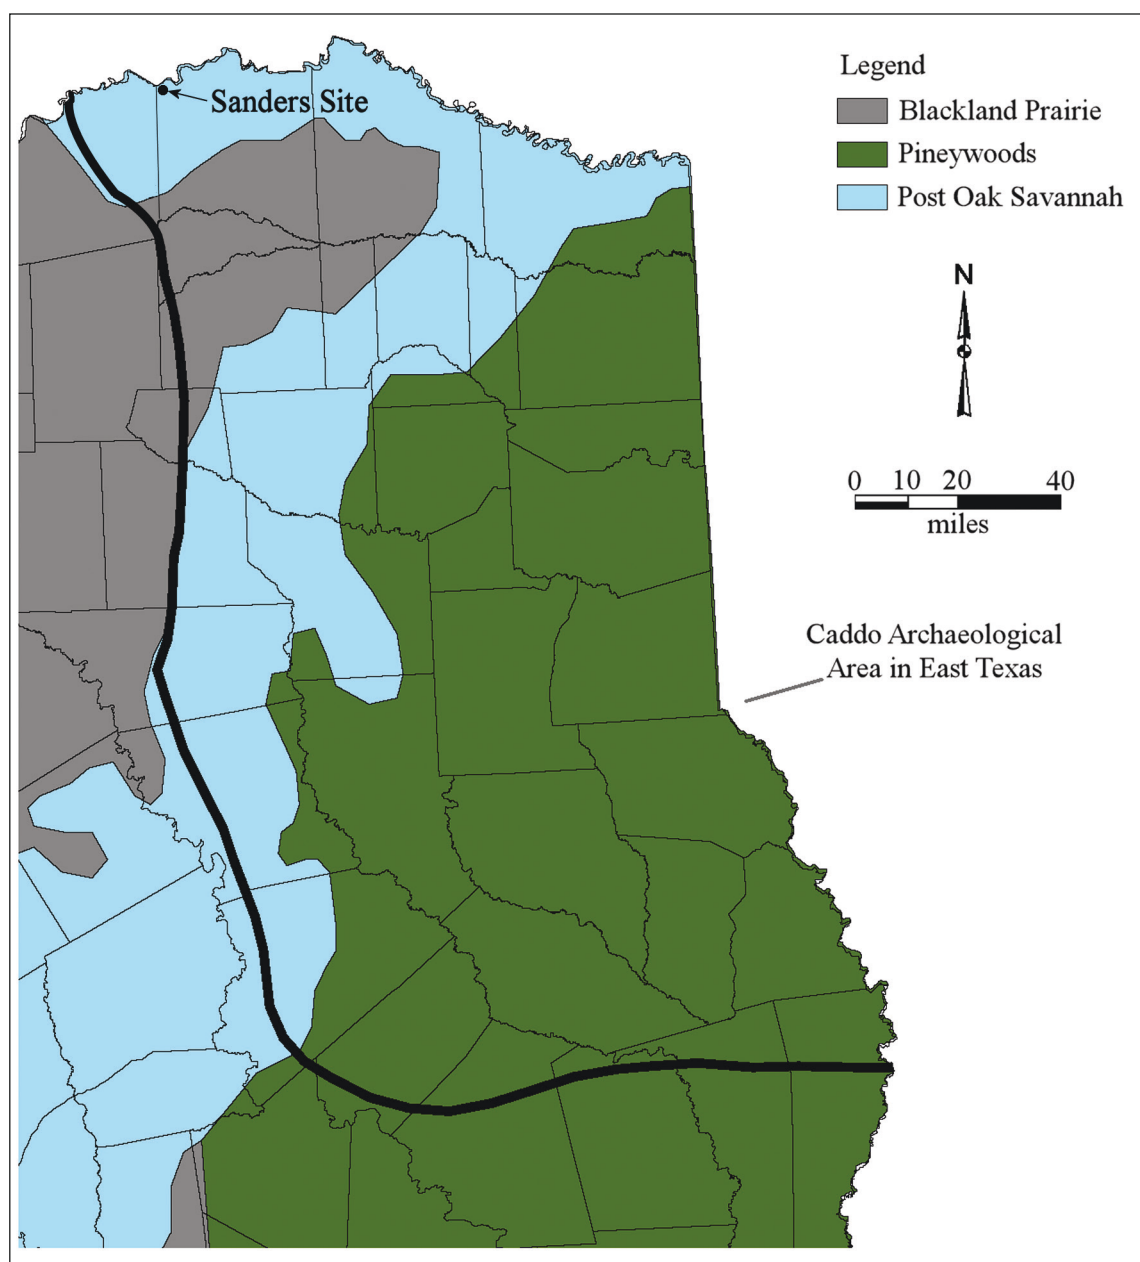 Sanders Site
Legend
Blackland Prairie
Pineywoods
Post Oak Savannah
N
0 10 20 40
miles
Caddo Archaeological
Area in East Texas